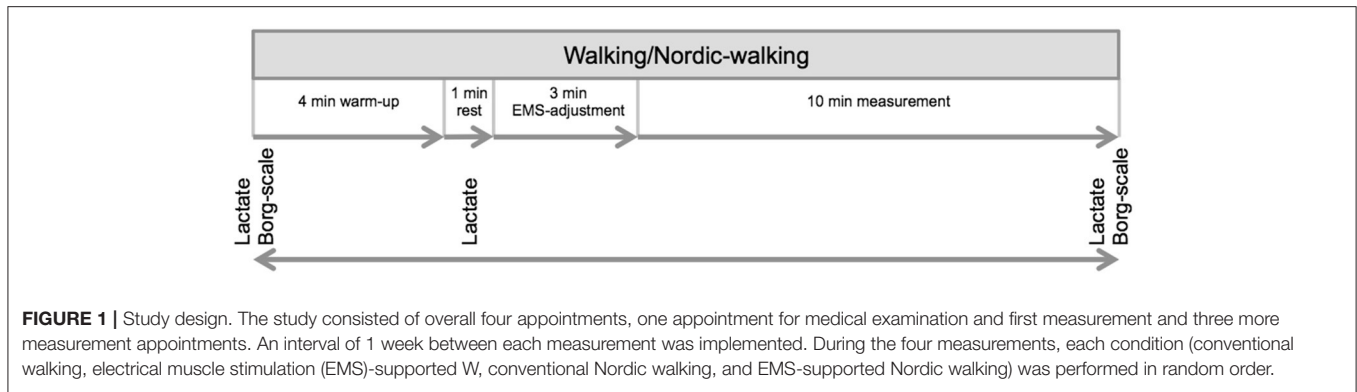 Walking/Nordic-walking
4 min warm-up
1 min
rest
3 min
EMS-adjustment
10 min measurement
Lactate
Borg-scale
Lactate
Lactate
Borg-scale
FIGURE 1 | Study design. The study consisted of overall four appointments, one appointment for medical examination and first measurement and three more
measurement appointments. An interval of 1 week between each measurement was implemented. During the four measurements, each condition (conventional
walking, electrical muscle stimulation (EMS)-supported W, conventional Nordic walking, and EMS-supported Nordic walking) was performed in random order.